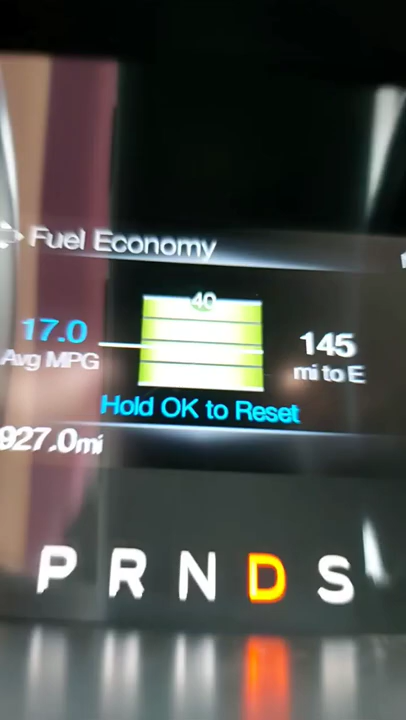 Fuel Economy
40
17.0
145
Avg MPG
mi to E
Hold OK to Reset
927.0mi
P R N D S